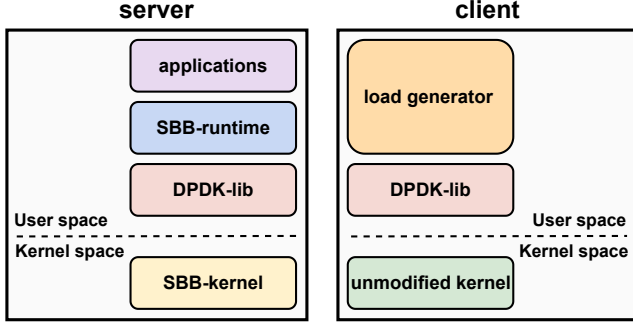 server
applications
SBB-runtime
DPDK-lib
User space
Kernel space
SBB-kernel
client
load generator
DPDK-lib
User space
Kernel space
unmodified kernel